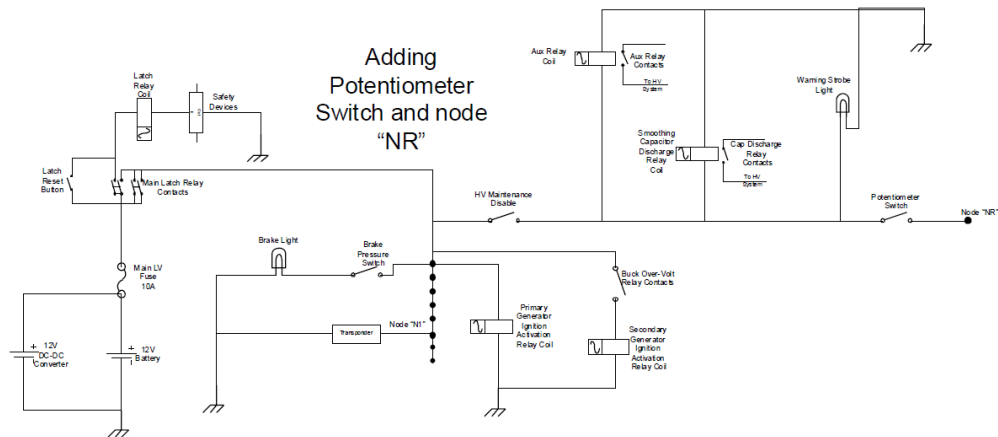 Adding
Potentiometer
Switch and node
“NR”
Latch
Relay
Coil
Safety
Devices
Latch
Reset
Button
Main Latch Relay
Contacts
Main LV
Fuse
10A
12V
DC-DC
Converter
12V
Battery
Brake Light
Brake
Pressure
Switch
Transponder
Node “N1”
Primary
Generator
Ignition
Activation
Relay Coil
Buck Over-Volt
Relay Contacts
Secondary
Generator
Ignition
Activation
Relay Coil
HV Maintenance
Disable
Aux Relay
Coil
Aux Relay
Contacts
To HV
System
Smoothing
Capacitor
Discharge
Relay
Coil
Cap Discharge
Relay
Contacts
To HV
System
Warning Strobe
Light
Potentiometer
Switch
Node “NR”